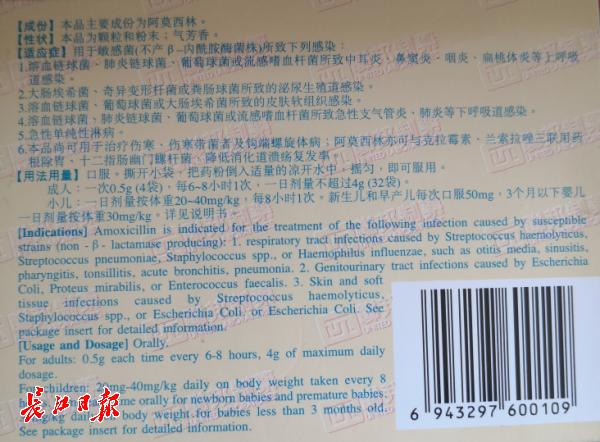 【成份】本品主要成份为阿莫西林。
【性状】本品为颗粒和粉末；气芳香。
【适应症】用于敏感菌(不产β-内酰胺酶菌株)所致下列感染：
1.溶血链球菌、肺炎链球菌、葡萄球菌或流感嗜血杆菌所致中耳炎、鼻窦炎、咽炎、扁桃体炎等上呼吸
道感染。
2.大肠埃希菌、奇异变形杆菌或粪肠球菌所致的泌尿生殖道感染。
3.溶血链球菌、葡萄球菌或大肠埃希菌所致的皮肤软组织感染。
4.溶血链球菌、肺炎链球菌、葡萄球菌或流感嗜血杆菌所致急性支气管炎、肺炎等下呼吸道感染。
5.急性单纯性淋病。
6.本品尚可用于治疗伤寒、伤寒带菌者及钩端螺旋体病；阿莫西林亦可与克拉霉素、兰索拉唑三联用药
根除胃、十二指肠幽门螺杆菌、降低消化道溃疡复发率。
【用法用量】口服。撕开小袋，把药粉倒入适量的凉开水中，摇匀，即可服用。
成人：一次0.5g(4袋)，每6~8小时1次，一日剂量不超过4g(32袋)。
小儿：一日剂量按体重20~40mg/kg，每8小时1次。新生儿和早产儿每次口服50mg，3个月以下婴儿
一日剂量按体重30mg/kg。详见说明书。
[Indications] Amoxicillin is indicated for the treatment of the following infection caused by susceptible
strains (non - β - lactamase producing): 1. respiratory tract infections caused by Streptococcus haemolyticus,
Streptococcus pneumoniae, Staphylococcus spp., or Haemophilus influenzae, such as otitis media, sinusitis,
pharyngitis, tonsillitis, acute bronchitis, pneumonia. 2. Genitourinary tract infections caused by Escherichia
Coli, Proteus mirabilis, or Enterococcus faecalis. 3. Skin and soft
tissue infections caused by Streptococcus haemolyticus,
Staphylococcus spp., or Escherichia Coli or Escherichia Coli. See
package insert for detailed information.
[Usage and Dosage] Orally.
For adults: 0.5g each time every 6-8 hours, 4g of maximum daily
dosage.
For children: 20mg-40mg/kg daily on body weight taken every 8
time orally for newborn babies and premature babies.
daily on body weight for babies less than 3 months old.
See package insert for detailed information.
长江日报
6 943297 600109